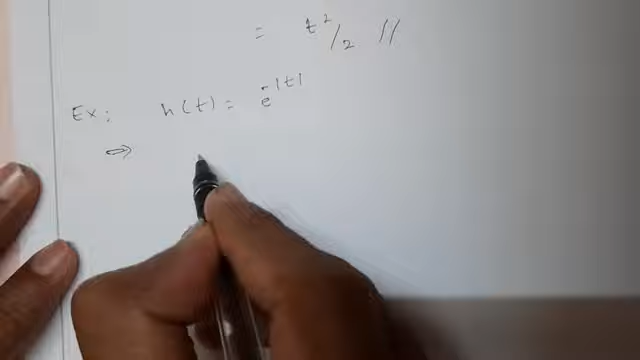 = t²/2 //
Ex: h(t) = e^-|t|
⇒